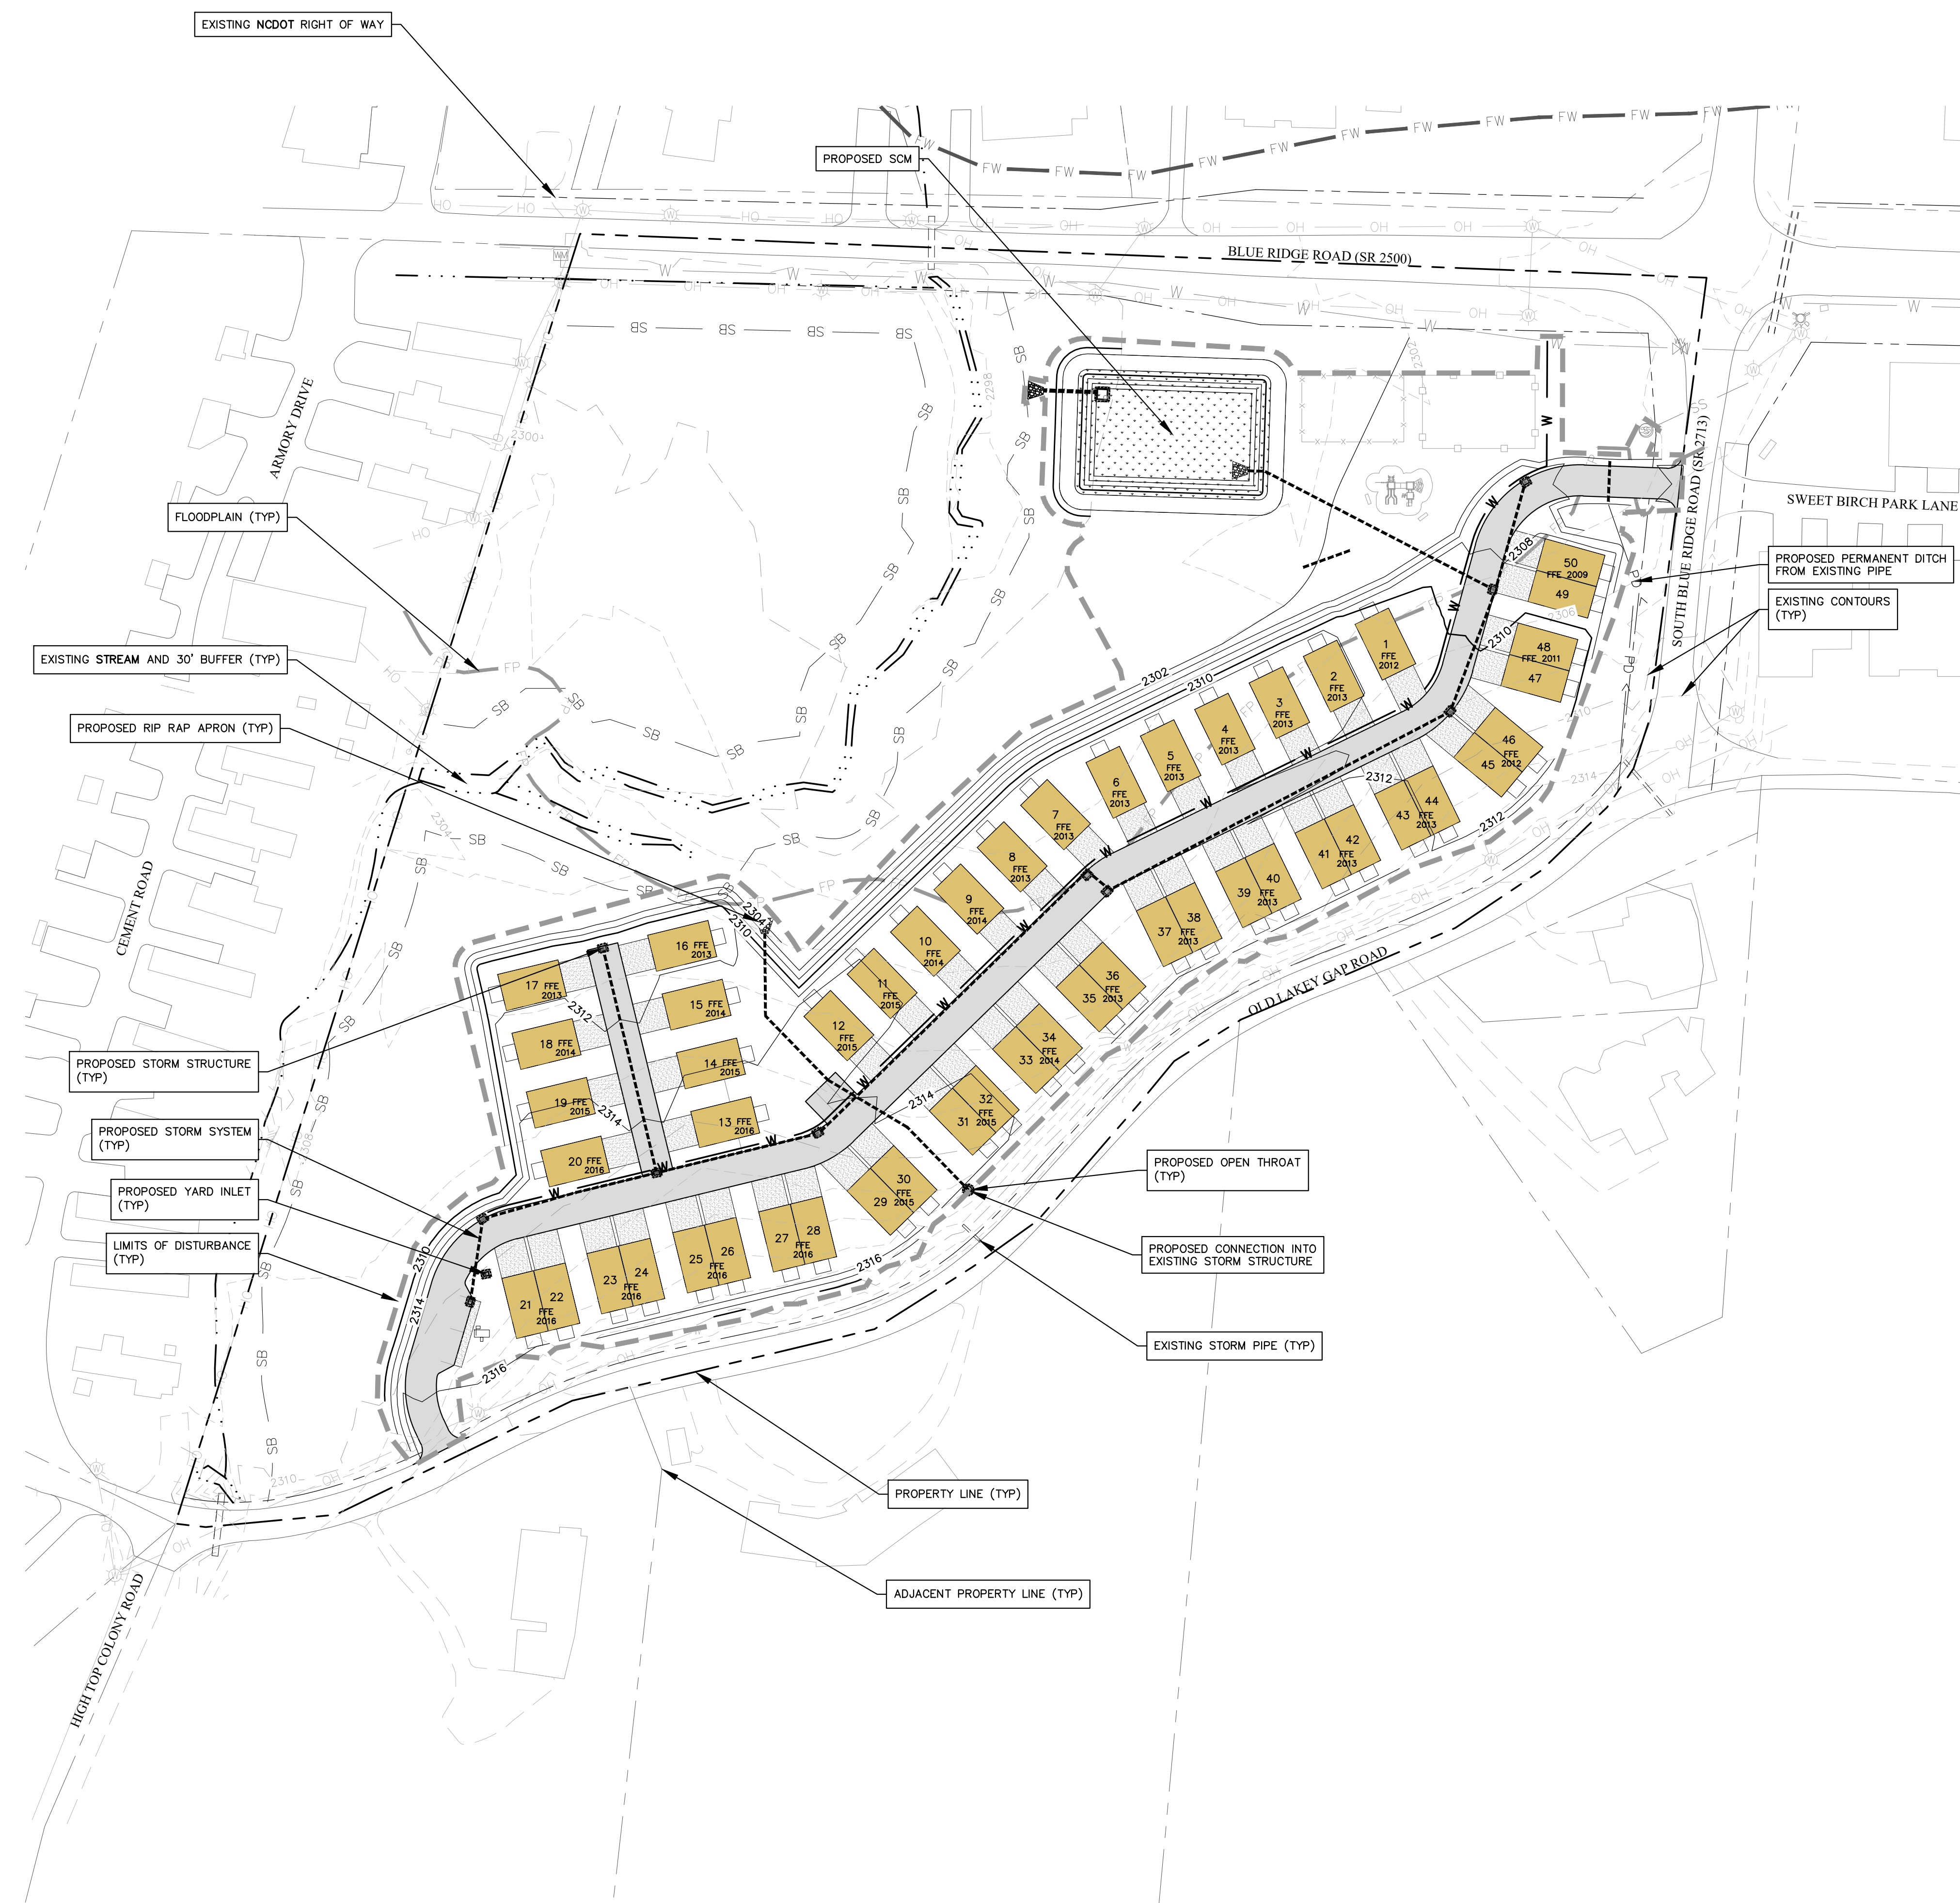 EXISTING NCDOT RIGHT OF WAY
PROPOSED SCM
BLUE RIDGE ROAD (SR 2500)
ARMORY DRIVE
FLOODPLAIN (TYP)
EXISTING STREAM AND 30' BUFFER (TYP)
PROPOSED RIP RAP APRON (TYP)
CEMENT ROAD
PROPOSED STORM STRUCTURE
(TYP)
PROPOSED STORM SYSTEM
(TYP)
PROPOSED YARD INLET
(TYP)
LIMITS OF DISTURBANCE
(TYP)
HIGH TOP COLONY ROAD
SWEET BIRCH PARK LANE
SOUTH BLUE RIDGE ROAD (SR2713)
PROPOSED PERMANENT DITCH
FROM EXISTING PIPE
EXISTING CONTOURS
(TYP)
OLD LAKEY GAP ROAD
PROPOSED OPEN THROAT
(TYP)
PROPOSED CONNECTION INTO
EXISTING STORM STRUCTURE
EXISTING STORM PIPE (TYP)
PROPERTY LINE (TYP)
ADJACENT PROPERTY LINE (TYP)
50
FFE 2009
49
48
FFE 2011
47
46
FFE
2012
45
1
FFE
2012
2
FFE
2013
3
FFE
2013
4
FFE
2013
5
FFE
2013
6
FFE
2013
7
FFE
2013
8
FFE
2013
9
FFE
2014
10
FFE
2014
11
FFE
2015
12
FFE
2015
13 FFE
2016
14 FFE
2015
15 FFE
2014
16 FFE
2013
17 FFE
2013
18 FFE
2014
19 FFE
2015
20 FFE
2016
21 22
FFE
2016
23 24
FFE
2016
25 26
FFE
2016
27 28
FFE
2016
29 30
FFE
2015
31 32
FFE
2015
33 34
FFE
2014
35 36
FFE
2013
37 38
FFE
2013
39 40
FFE
2013
41 42
FFE
2013
43 44
FFE
2013
2298
2300
2302
2304
2306
2308
2310
2312
2314
2316